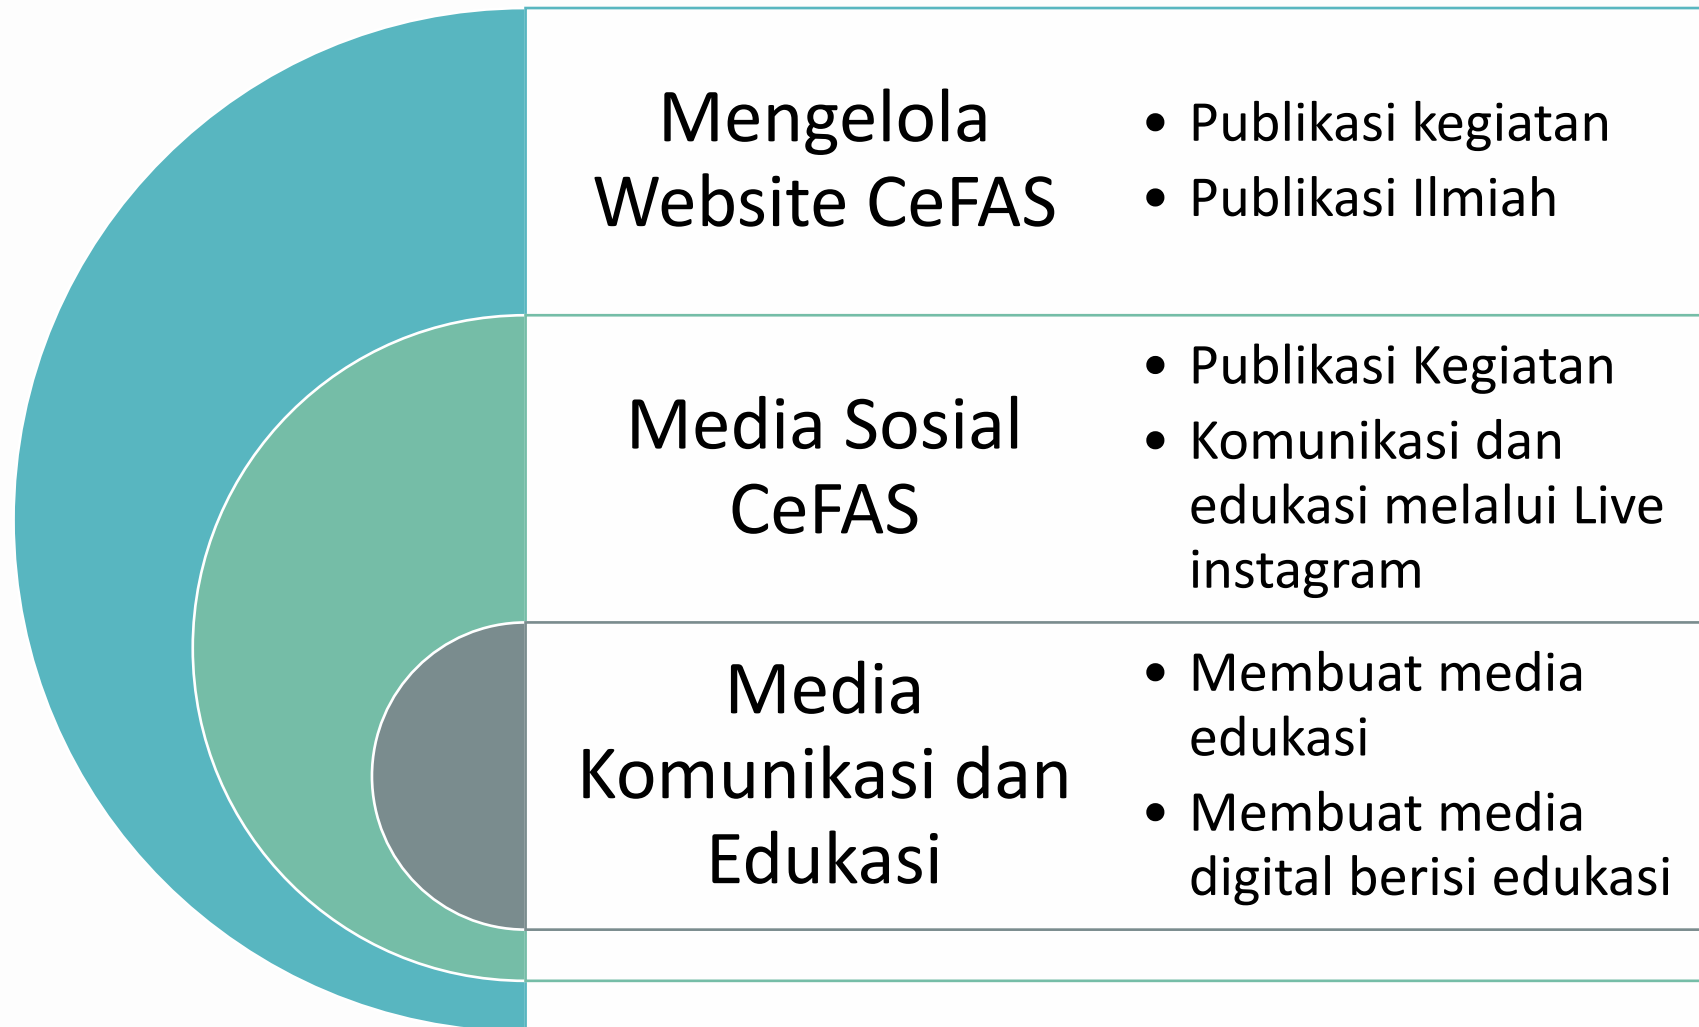 Mengelola
Website CeFAS
• Publikasi kegiatan
• Publikasi Ilmiah
Media Sosial
CeFAS
• Publikasi Kegiatan
• Komunikasi dan
edukasi melalui Live
instagram
Media
Komunikasi dan
Edukasi
• Membuat media
edukasi
• Membuat media
digital berisi edukasi